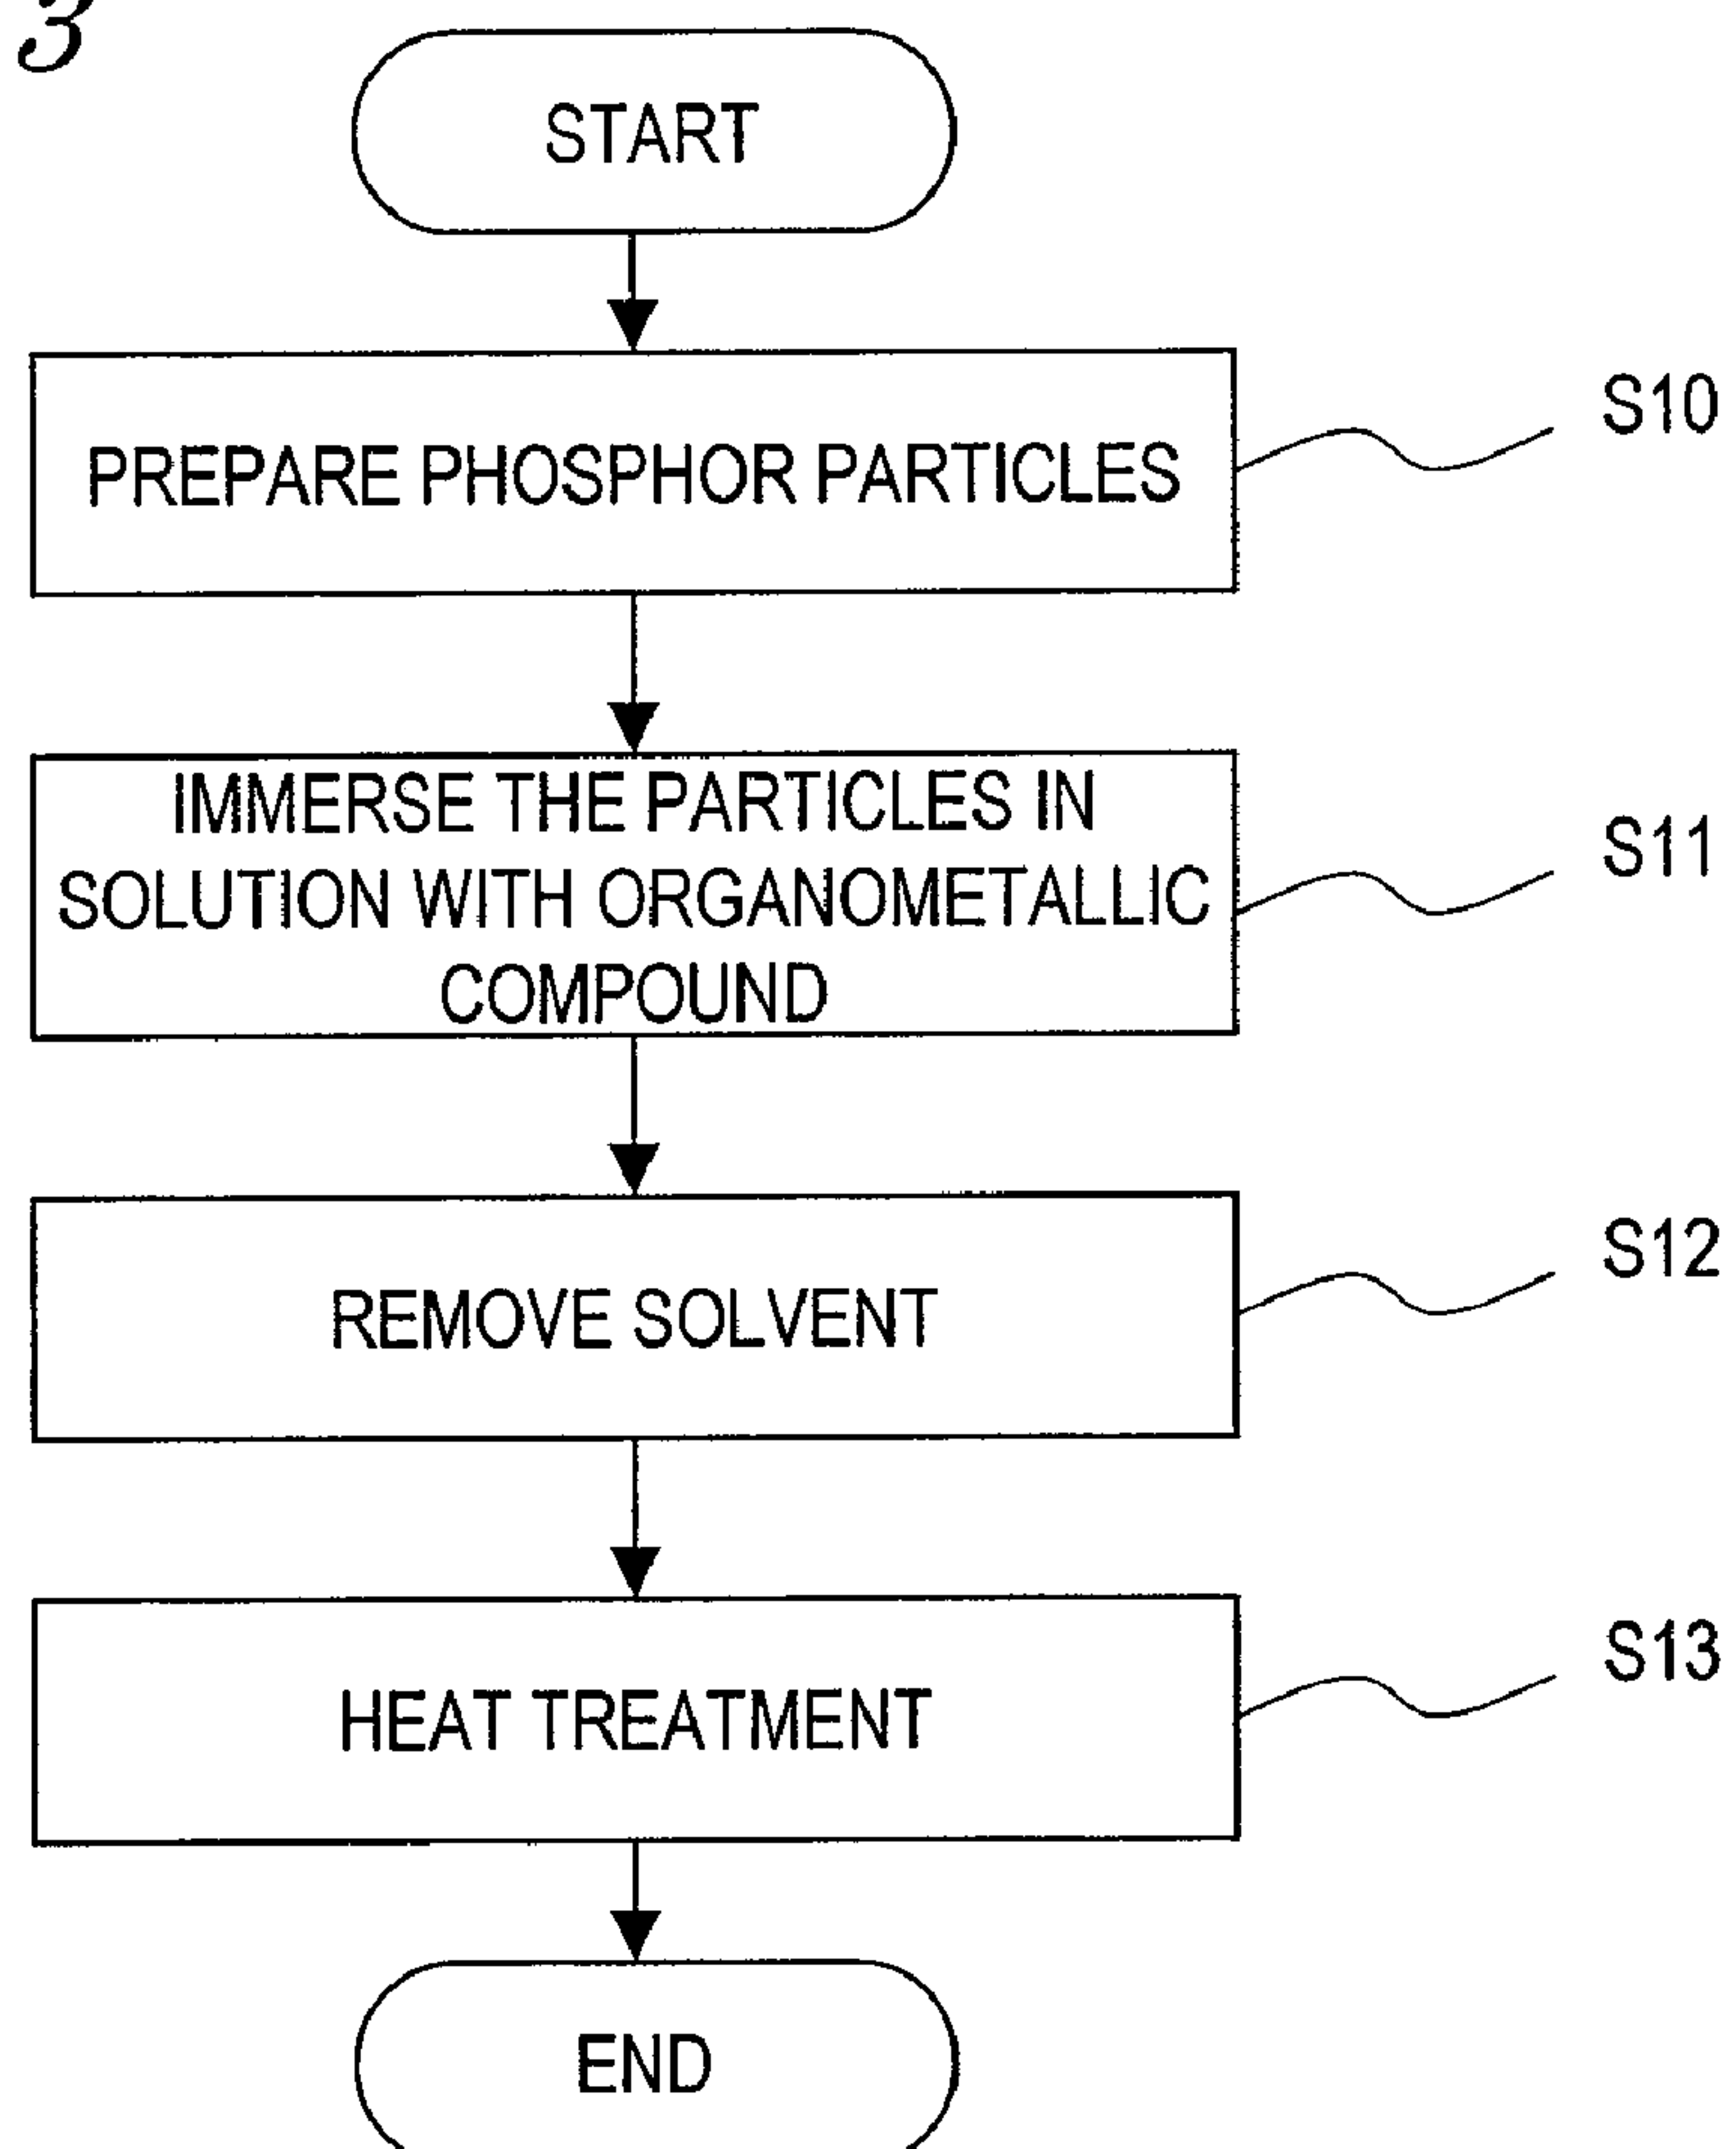 3
START
PREPARE PHOSPHOR PARTICLES
S10
IMMERSE THE PARTICLES IN
SOLUTION WITH ORGANOMETALLIC
COMPOUND
S11
REMOVE SOLVENT
S12
HEAT TREATMENT
S13
END